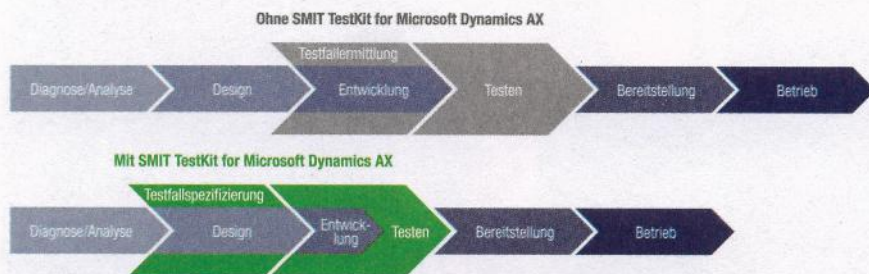 Ohne SMIT TestKit for Microsoft Dynamics AX
Testfallermittlung
Diagnose/Analyse Design Entwicklung Testen Bereitstellung Betrieb
Mit SMIT TestKit for Microsoft Dynamics AX
Testfallspezifizierung
Diagnose/Analyse Design Entwick-
lung Testen Bereitstellung Betrieb